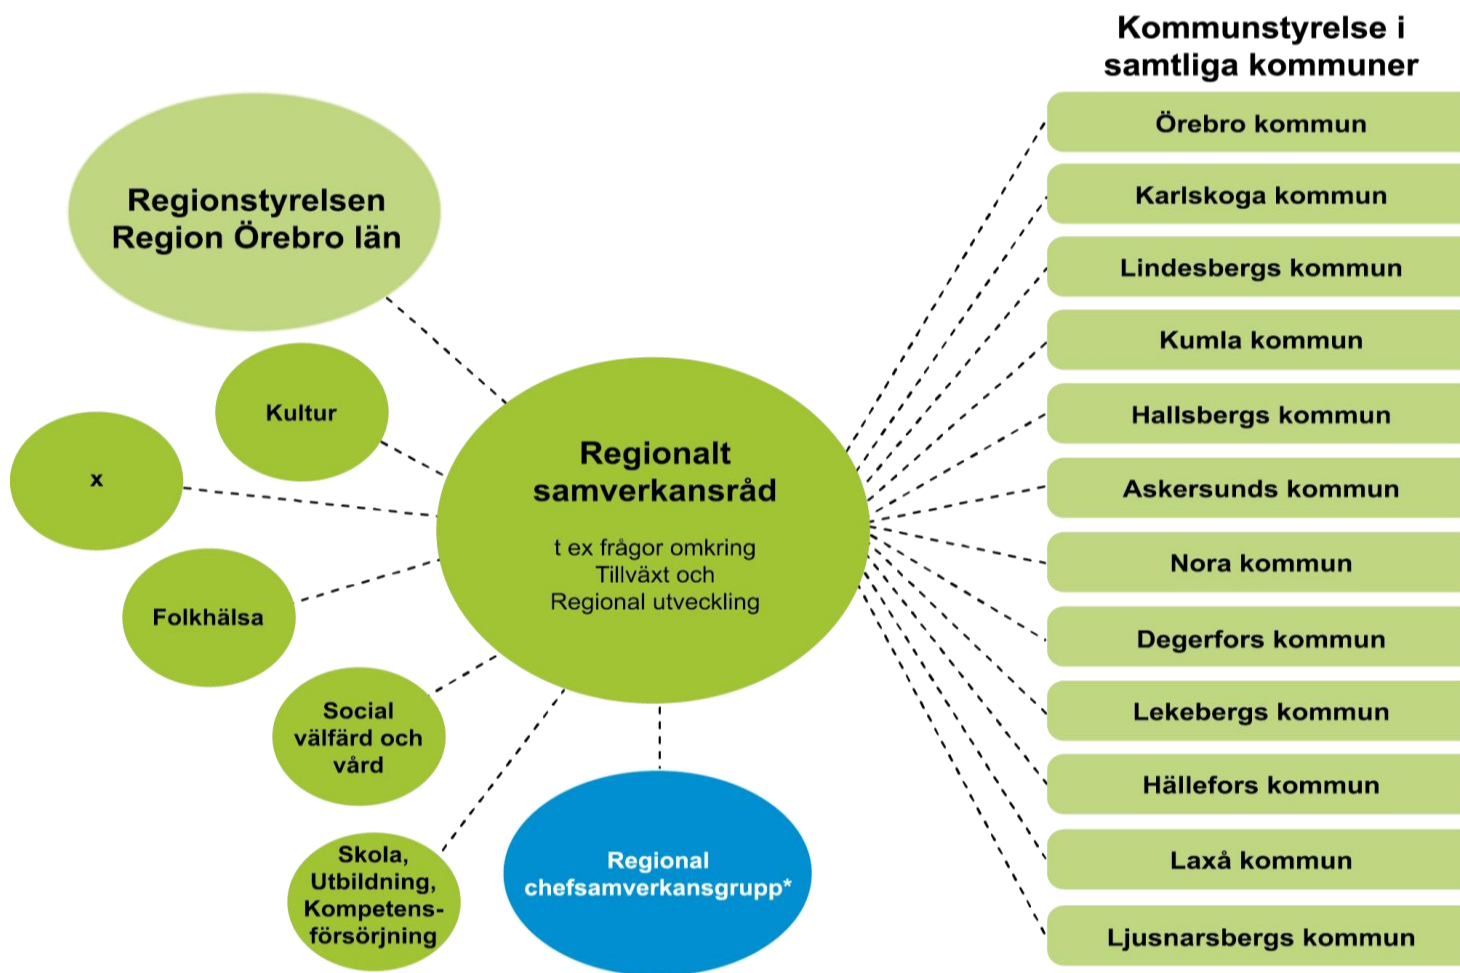 Kommunstyrelse i
samtliga kommuner
Regionstyrelsen
Region Örebro län
Kultur
x
Folkhälsa
Social
välfärd och
vård
Skola,
Utbildning,
Kompetens-
försörjning
Regionalt
samverkansråd
t ex frågor omkring
Tillväxt och
Regional utveckling
Regional
chefsamverkansgrupp*
Örebro kommun
Karlskoga kommun
Lindesbergs kommun
Kumla kommun
Hallsbergs kommun
Askersunds kommun
Nora kommun
Degerfors kommun
Lekebergs kommun
Hällefors kommun
Laxå kommun
Ljusnarsbergs kommun